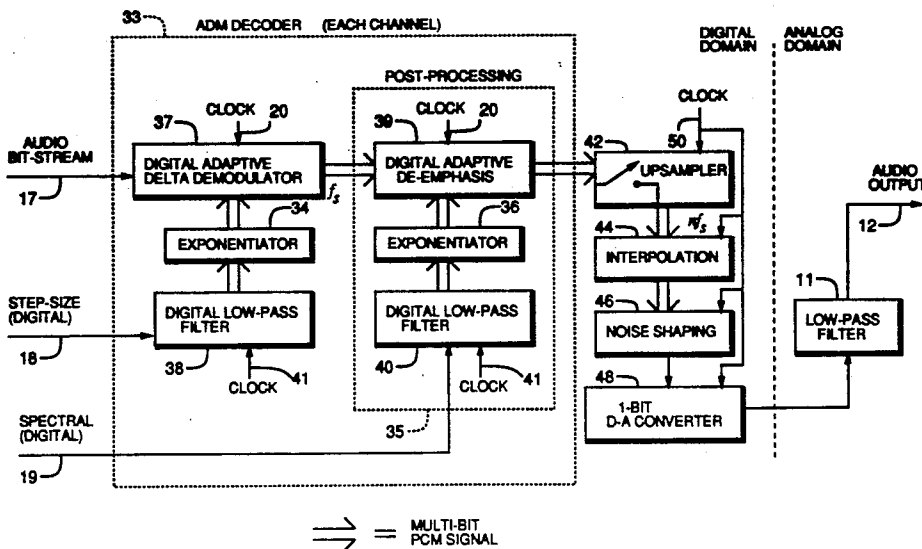 33
ADM DECODER (EACH CHANNEL)
DIGITAL
DOMAIN
ANALOG
DOMAIN
POST-PROCESSING
CLOCK
37
CLOCK
20
39
CLOCK
20
42
50
AUDIO
BIT-STREAM
17
DIGITAL ADAPTIVE
DELTA DEMODULATOR
fs
DIGITAL ADAPTIVE
DE-EMPHASIS
UPSAMPLER
AUDIO
OUTPUT
12
34
EXPONENTIATOR
36
EXPONENTIATOR
44
nfs
INTERPOLATION
11
LOW-PASS
FILTER
STEP-SIZE
(DIGITAL)
18
DIGITAL LOW-PASS
FILTER
38
CLOCK
41
DIGITAL LOW-PASS
FILTER
40
CLOCK
41
46
NOISE SHAPING
48
1-BIT
D-A CONVERTER
SPECTRAL
(DIGITAL)
19
35
= MULTI-BIT
PCM SIGNAL